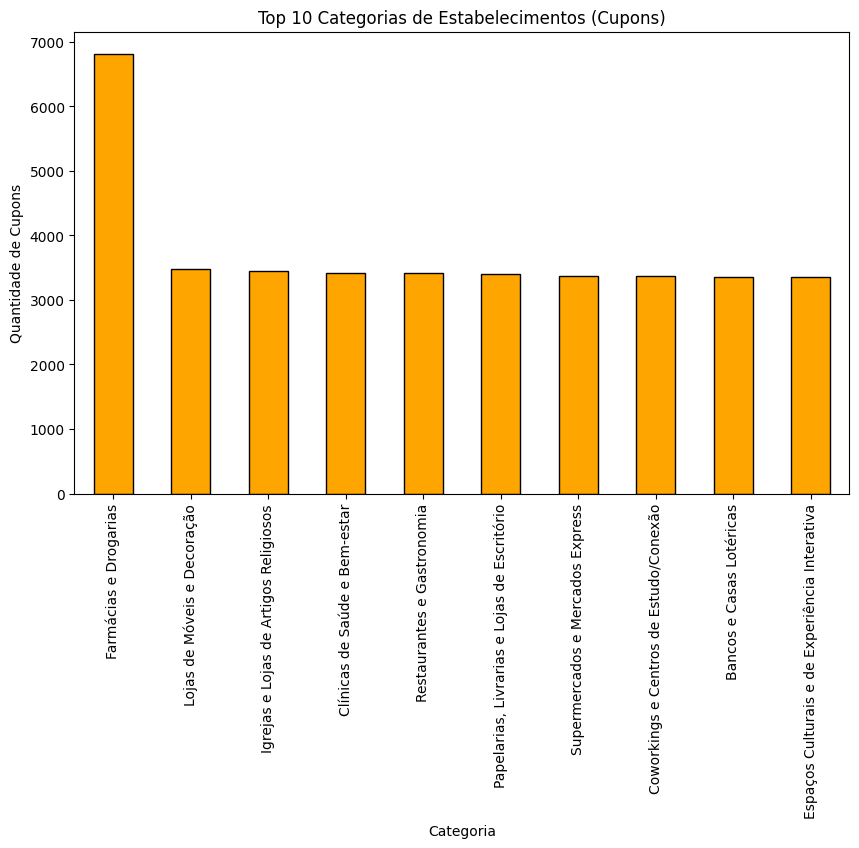 Top 10 Categorias de Estabelecimentos (Cupons)
Quantidade de Cupons
7000
6000
5000
4000
3000
2000
1000
0
Farmácias e Drogarias
Lojas de Móveis e Decoração
Igrejas e Lojas de Artigos Religiosos
Clínicas de Saúde e Bem-estar
Restaurantes e Gastronomia
Papelarias, Livrarias e Lojas de Escritório
Supermercados e Mercados Express
Coworkings e Centros de Estudo/Conexão
Bancos e Casas Lotéricas
Espaços Culturais e de Experiência Interativa
Categoria